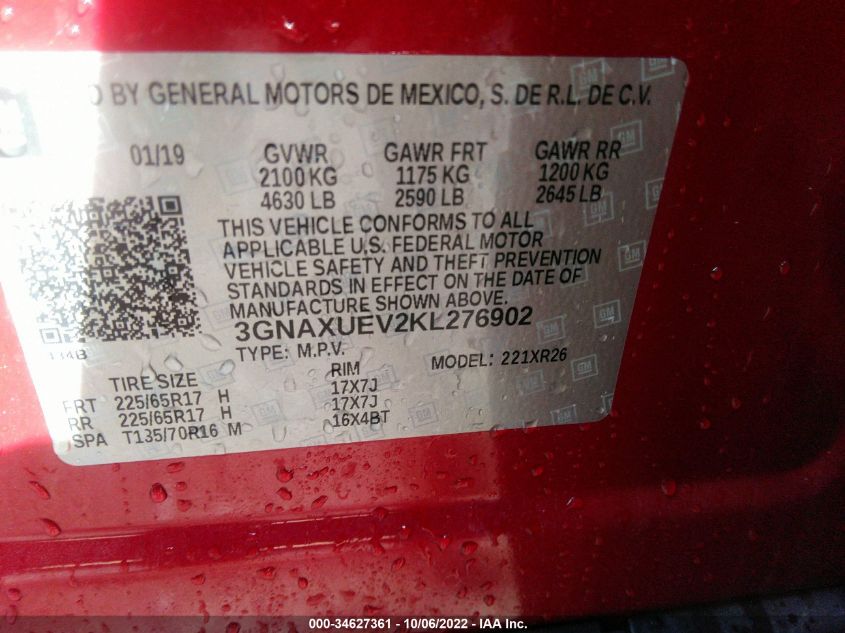 BY GENERAL MOTORS DE MEXICO, S. DE R.L. DE C.V.
01/19 GVWR GAWR FRT GAWR RR
2100 KG 1175 KG 1200 KG
4630 LB 2590 LB 2645 LB
THIS VEHICLE CONFORMS TO ALL
APPLICABLE U.S. FEDERAL MOTOR
VEHICLE SAFETY AND THEFT PREVENTION
STANDARDS IN EFFECT ON THE DATE OF
MANUFACTURE SHOWN ABOVE.
3GNAXUEV2KL276902
TYPE: M.P.V. MODEL: 221XR26
TIRE SIZE RIM
FRT 225/65R17 H 17X7J
RR 225/65R17 H 17X7J
SPA T135/70R16 M 16X4BT
000-34627361 - 10/06/2022 - IAA Inc.